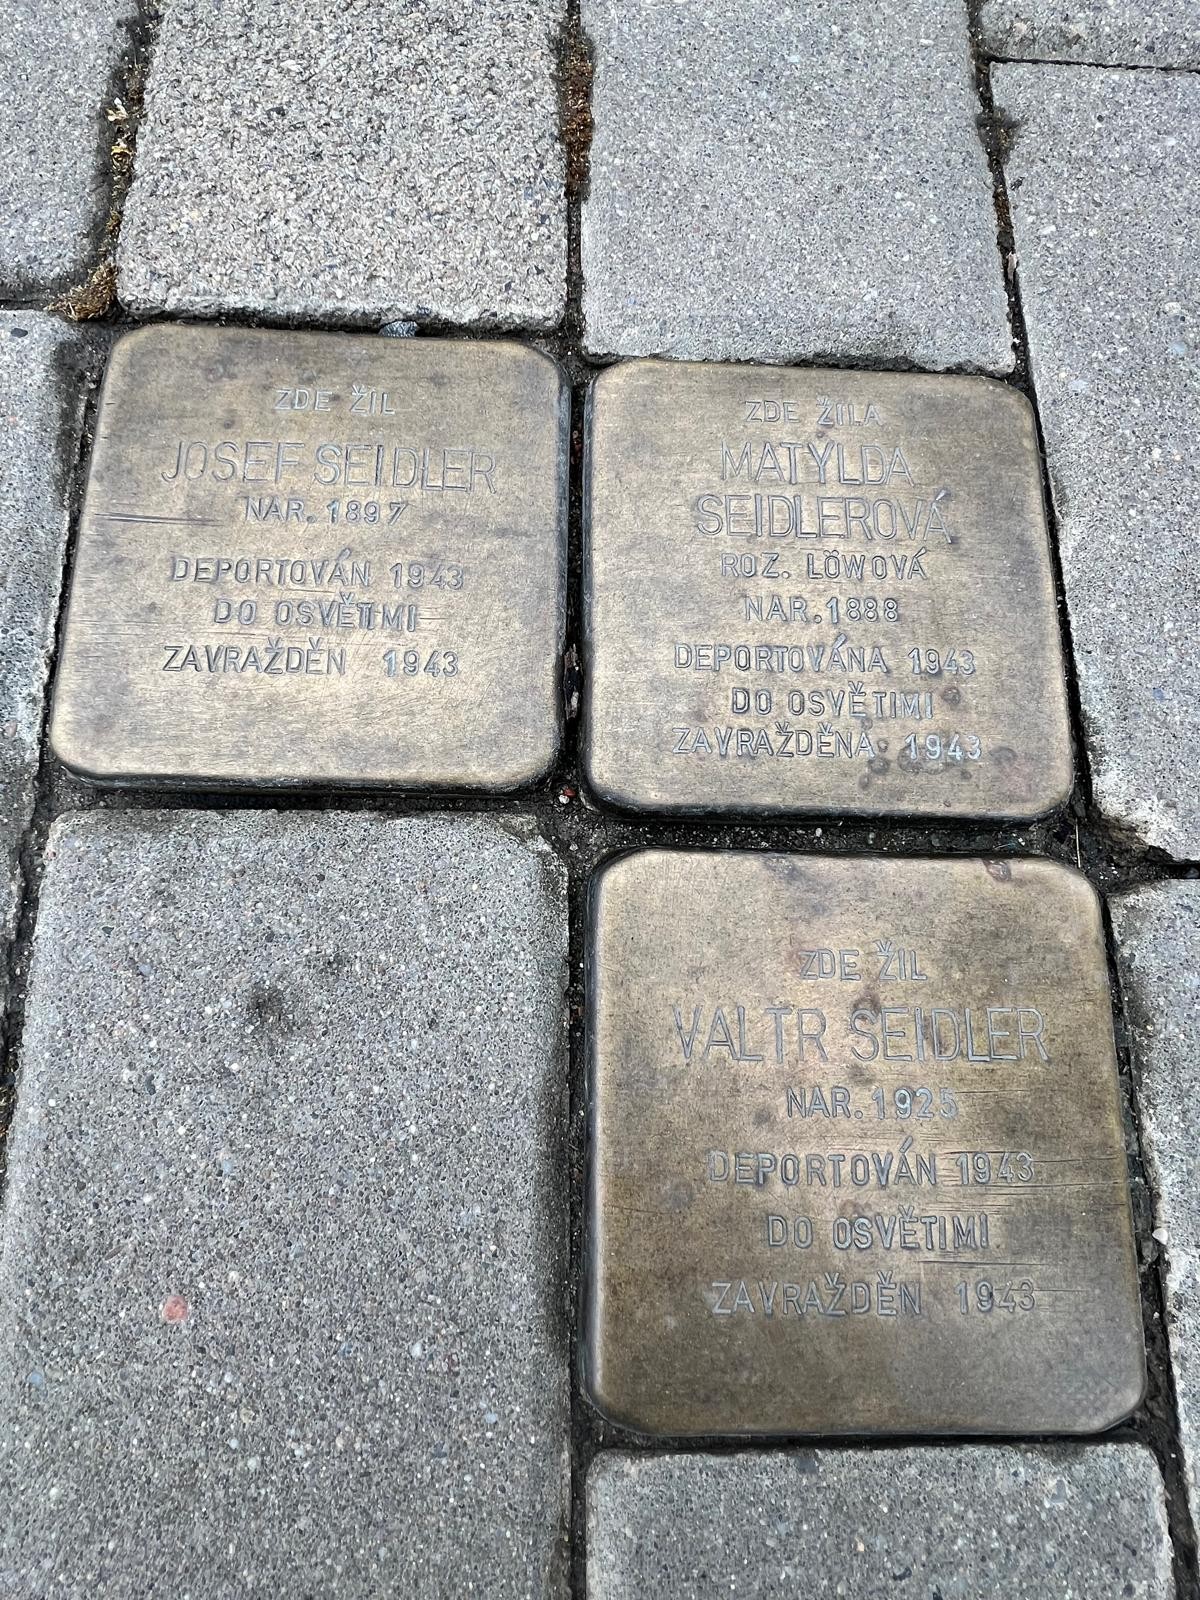 ZDE ŽIL
JOSEF SEIDLER
NAR. 1897
DEPORTOVÁN 1943
DO OSVĚTIMI
ZAVRAŽDĚN 1943
ZDE ŽILA
MATYLDA
SEIDLEROVÁ
ROZ. LÖWOVÁ
NAR. 1888
DEPORTOVÁNA 1943
DO OSVĚTIMI
ZAVRAŽDĚNA 1943
ZDE ŽIL
VALTR SEIDLER
NAR. 1925
DEPORTOVÁN 1943
DO OSVĚTIMI
ZAVRAŽDĚN 1943